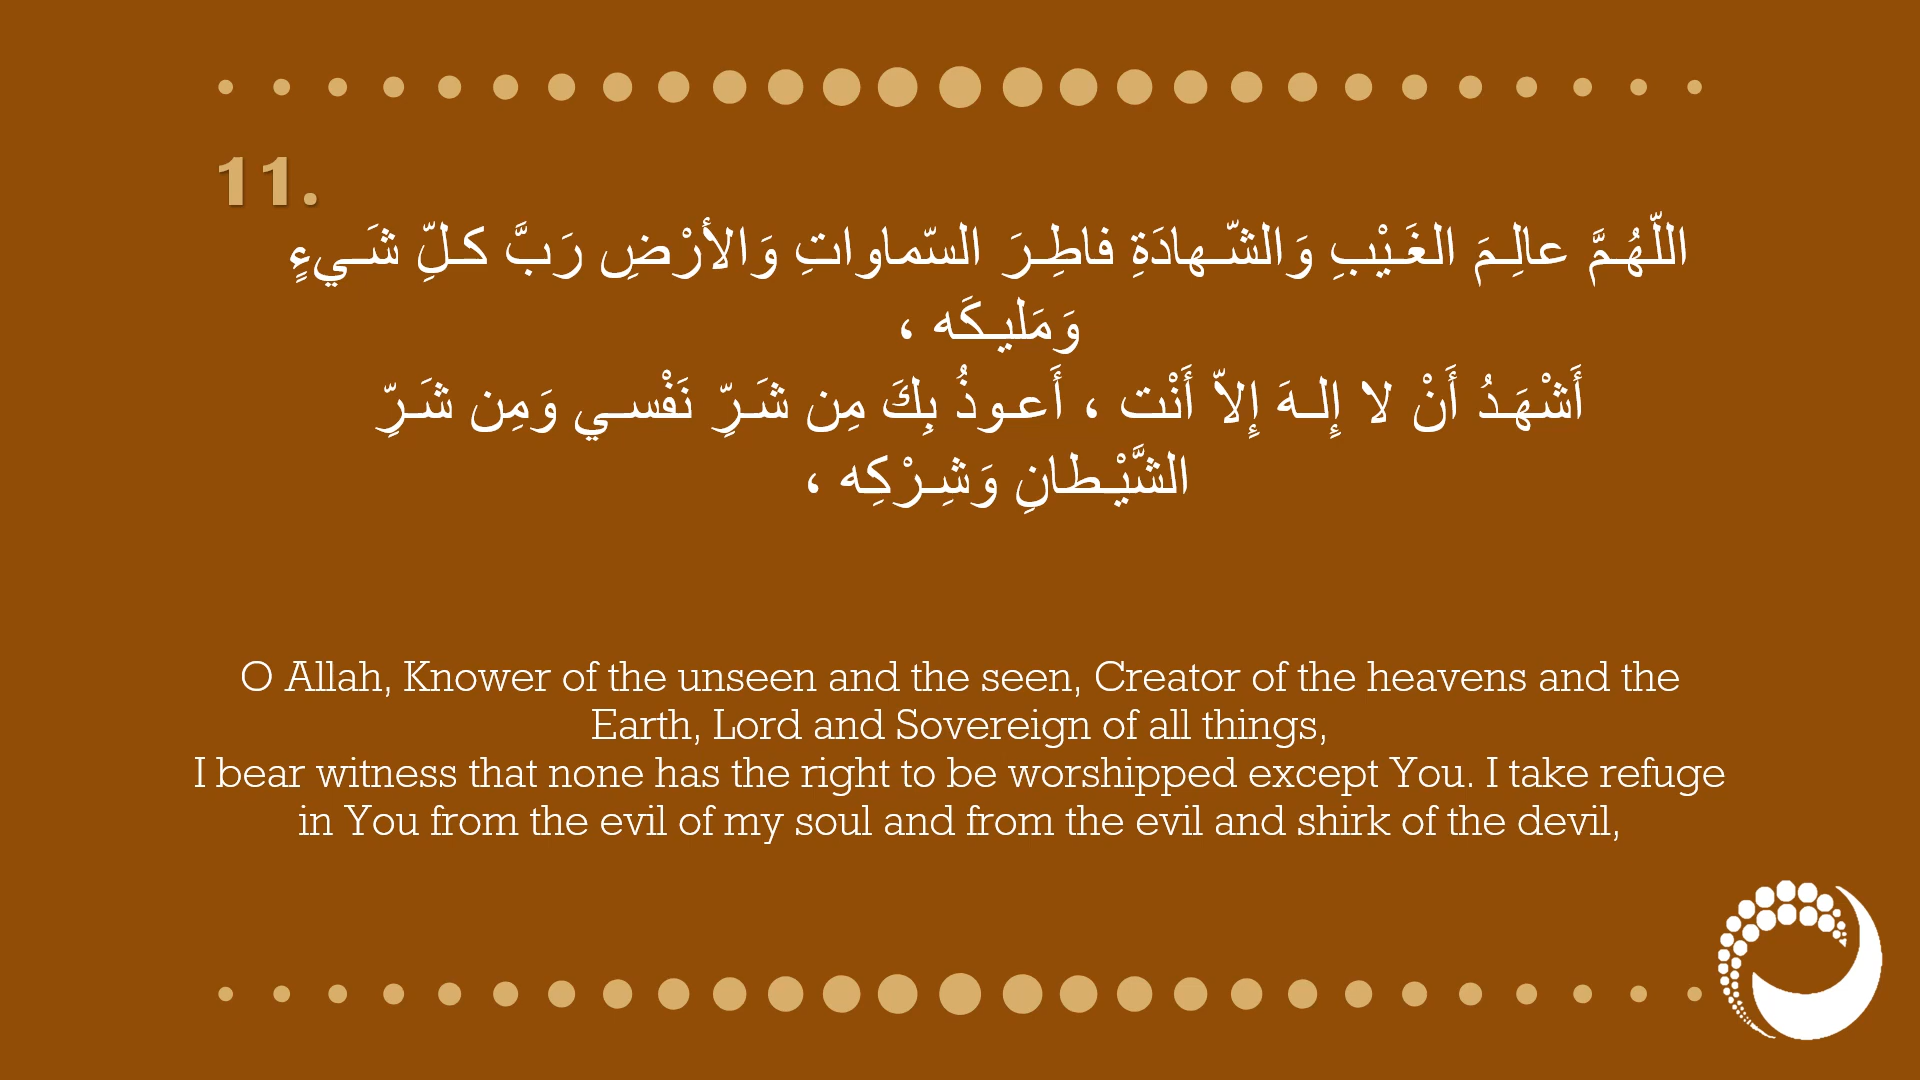 11.
اللّهُـمَّ عالِـمَ الغَـيْبِ وَالشّـهادَةِ فاطِـرَ السّماواتِ وَالأرْضِ رَبَّ كـلِّ شَـيءٍ
وَمَليـكَه ،
أَشْهَـدُ أَنْ لا إِلـهَ إِلاّ أَنْت ، أَعـوذُ بِكَ مِن شَـرِّ نَفْسـي وَمِن شَـرِّ
الشَّيْـطانِ وَشِـرْكِه ،
O Allah, Knower of the unseen and the seen, Creator of the heavens and the
Earth, Lord and Sovereign of all things,
I bear witness that none has the right to be worshipped except You. I take refuge
in You from the evil of my soul and from the evil and shirk of the devil,